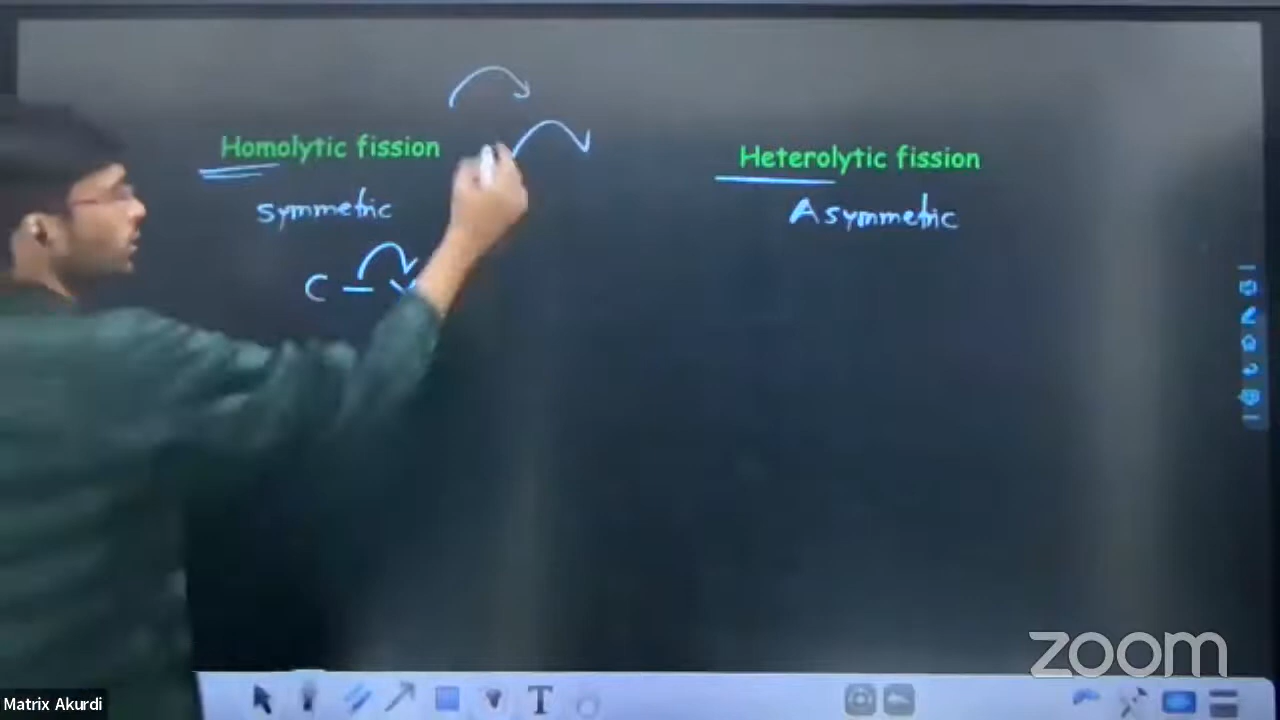 Homolytic fission
Symmetric
C – Y
Heterolytic fission
Asymmetric
T
zoom
Matrix Akurdi